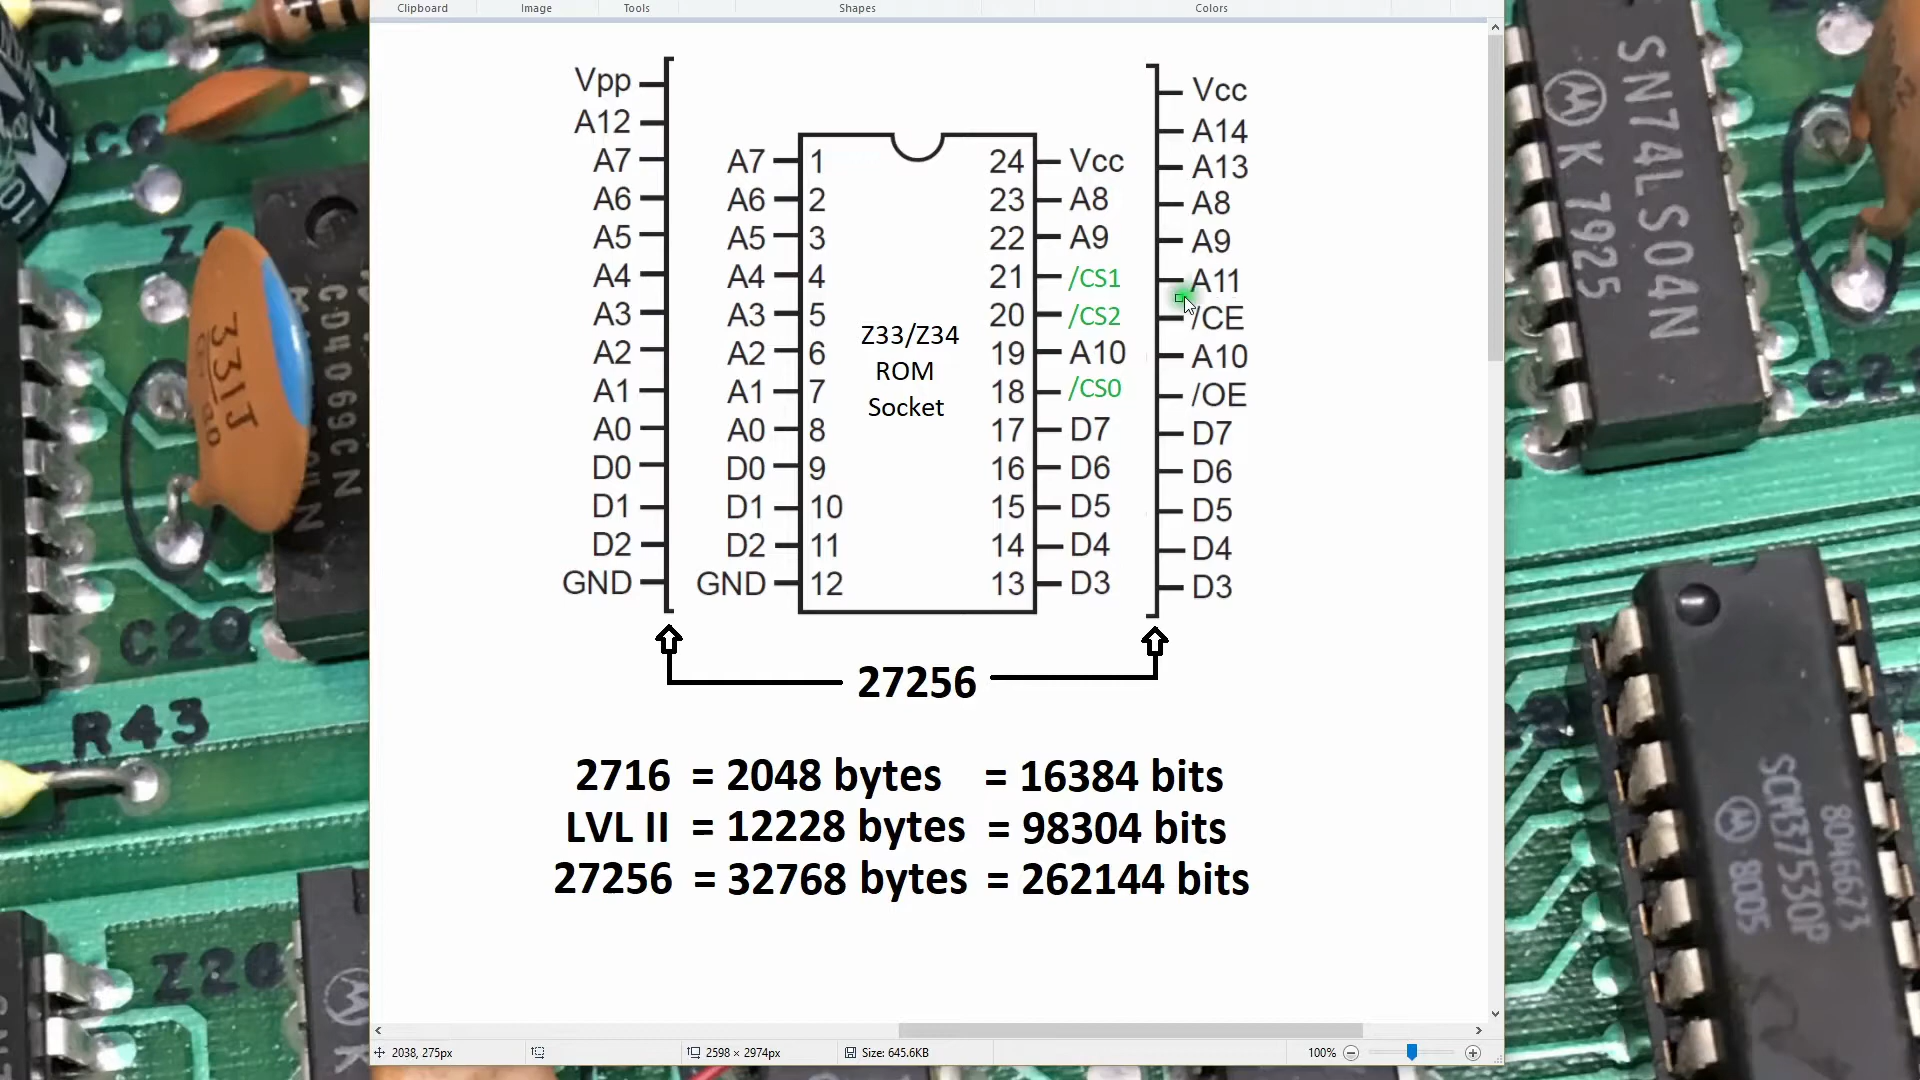 Clipboard
Image
Tools
Shapes
Colors
Vpp
A12
A7
A6
A5
A4
A3
A2
A1
A0
D0
D1
D2
GND
A7 1
A6 2
A5 3
A4 4
A3 5
A2 6
A1 7
A0 8
D0 9
D1 10
D2 11
GND 12
Z33/Z34
ROM
Socket
24 Vcc
23 A8
22 A9
21 /CS1
20 /CS2
19 A10
18 /CS0
17 D7
16 D6
15 D5
14 D4
13 D3
Vcc
A14
A13
A8
A9
A11
/CE
A10
/OE
D7
D6
D5
D4
D3
27256
2716 = 2048 bytes = 16384 bits
LVL II = 12228 bytes = 98304 bits
27256 = 32768 bytes = 262144 bits
2038, 275px
2598 × 2974px
Size: 645.6KB
100%
331J
CD4069CN
C20
R43
Z26
K
SN74LS04N
K 7925
SCM37530P
8046673
8005